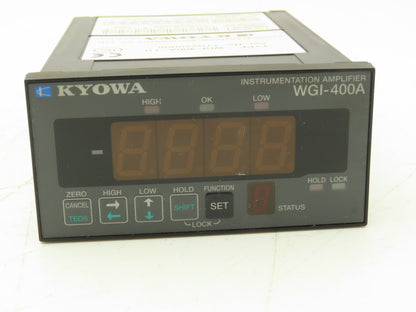 KYOWA
INSTRUMENTATION AMPLIFIER
WGI-400A
HIGH OK LOW
HOLD LOCK
ZERO HIGH LOW HOLD FUNCTION
CANCEL
TEDS SHIFT SET
STATUS
LOCK